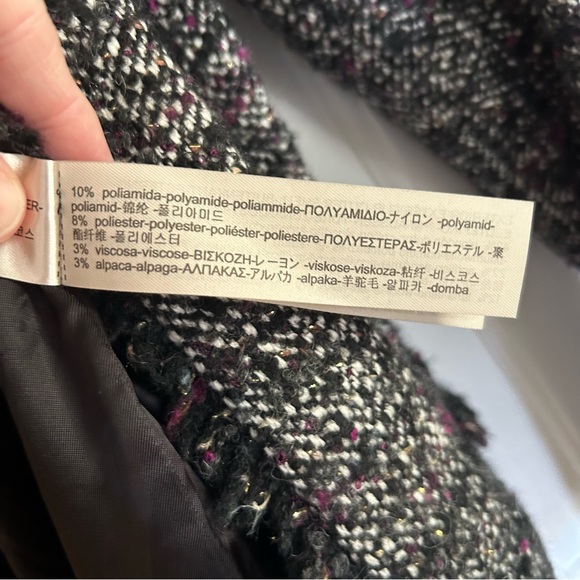 10% poliamida-polyamide-poliammide-ΠΟΛΥΑΜΙΔΙΟ-ナイロン -polyamid-
poliamid-锦纶 -폴리아미드
8% poliester-polyester-poliéster-poliestere-ΠΟΛΥΕΣΤΕΡΑΣ-ポリエステル -聚
酯纤维 -폴리에스터
3% viscosa-viscose-ΒΙΣΚΟΖΗ-レーヨン -viskose-viskoza-粘纤 -비스코스
3% alpaca-alpaga-ΑΛΠΑΚΑΣ-アルパカ -alpaka-羊驼毛 -알파카 -domba
ER-
코스